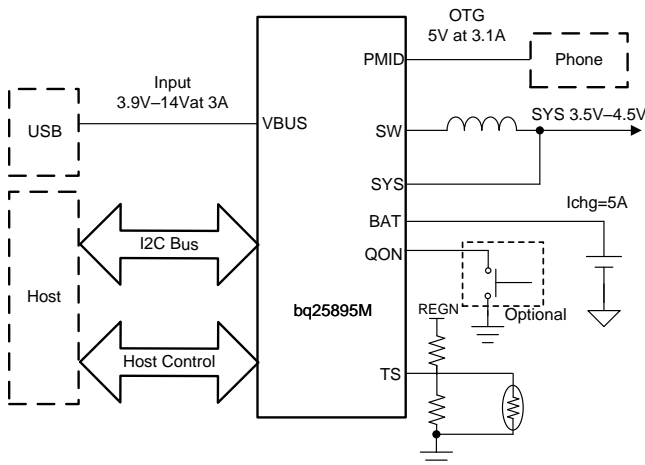 OTG
5V at 3.1A
PMID
Phone
Input
3.9V–14Vat 3A
USB
VBUS
SW
SYS 3.5V–4.5V
SYS
BAT
Ichg=5A
I2C Bus
QON
Host
bq25895M
Optional
REGN
Host Control
TS